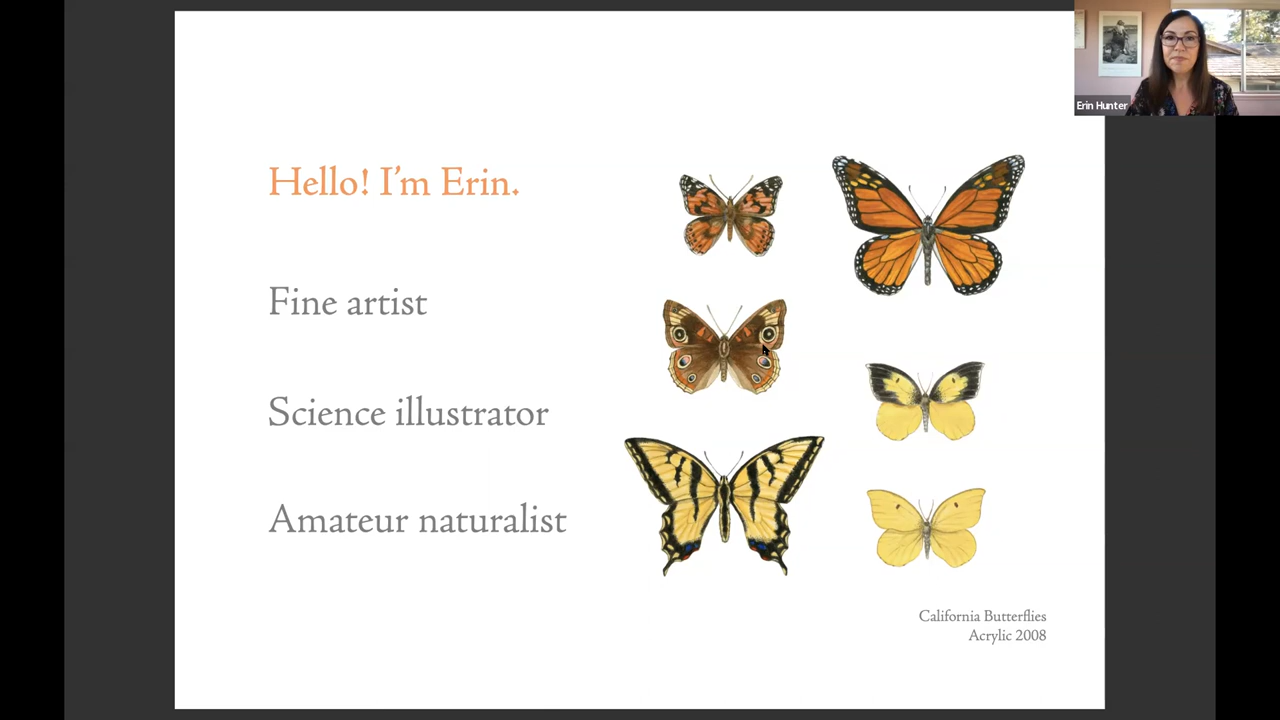 Hello! I'm Erin.
Fine artist
Science illustrator
Amateur naturalist
California Butterflies
Acrylic 2008
Erin Hunter